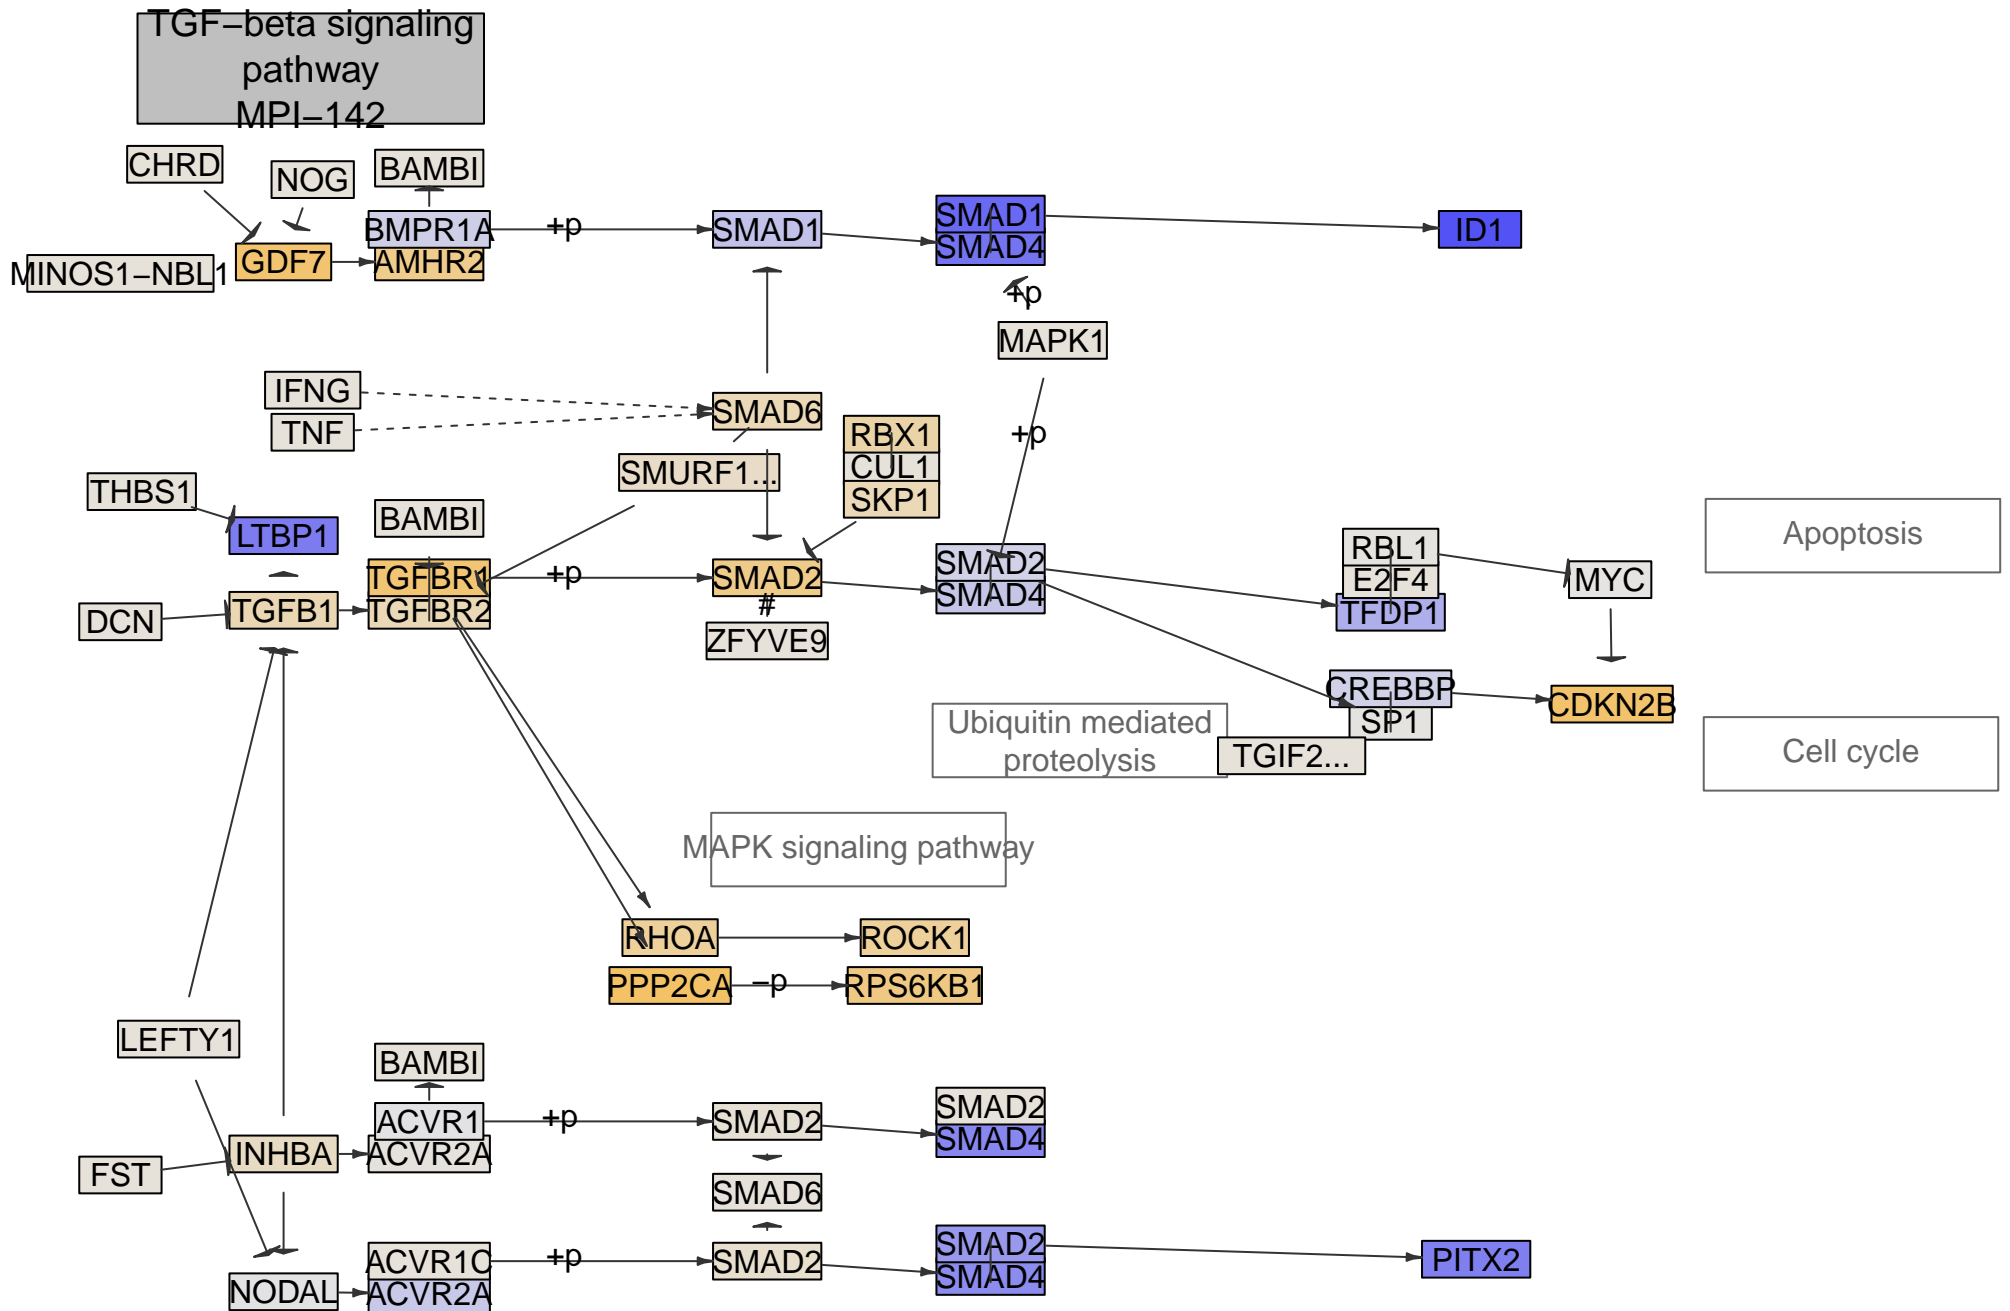 TGF−beta signaling
pathway
MPI−142
CHRD
NOG
BAMBI
BMPR1A
+p
SMAD1
SMAD1
SMAD4
ID1
MINOS1−NBL1
GDF7
AMHR2
+p
MAPK1
IFNG
TNF
SMAD6
RBX1
CUL1
SKP1
+p
SMURF1...
THBS1
LTBP1
BAMBI
TGFBR1
TGFBR2
+p
SMAD2
#
ZFYVE9
SMAD2
SMAD4
RBL1
E2F4
TFDP1
MYC
Apoptosis
DCN
TGFB1
CREBBP
SP1
TGIF2...
CDKN2B
Ubiquitin mediated
proteolysis
Cell cycle
MAPK signaling pathway
RHOA
ROCK1
PPP2CA
−p
RPS6KB1
LEFTY1
BAMBI
ACVR1
ACVR2A
+p
SMAD2
SMAD2
SMAD4
FST
INHBA
SMAD6
ACVR1C
ACVR2A
+p
SMAD2
SMAD2
SMAD4
PITX2
NODAL